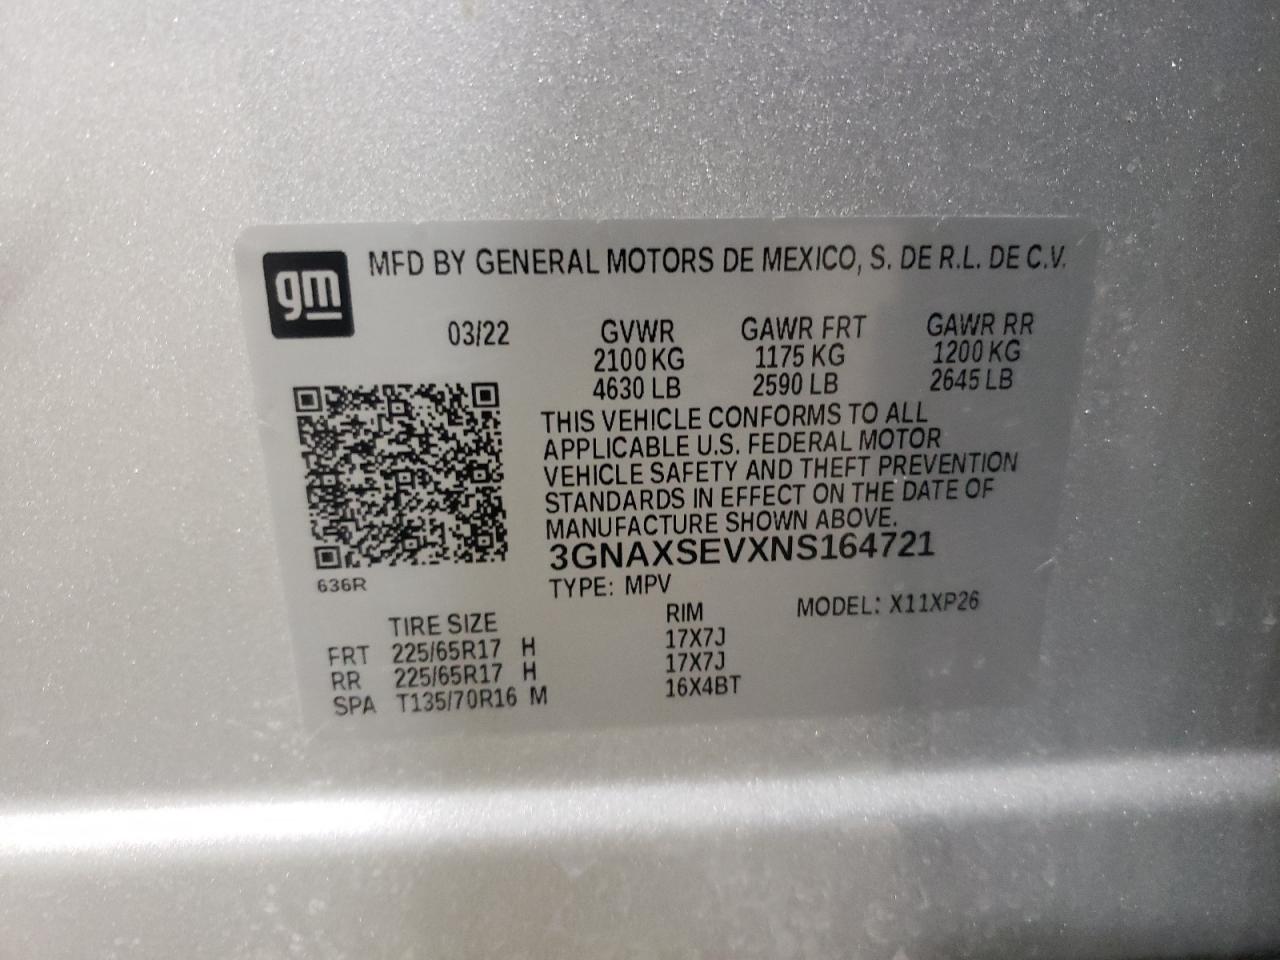 gm
MFD BY GENERAL MOTORS DE MEXICO, S. DE R.L. DE C.V.
03/22 GVWR GAWR FRT GAWR RR
2100 KG 1175 KG 1200 KG
4630 LB 2590 LB 2645 LB
THIS VEHICLE CONFORMS TO ALL
APPLICABLE U.S. FEDERAL MOTOR
VEHICLE SAFETY AND THEFT PREVENTION
STANDARDS IN EFFECT ON THE DATE OF
MANUFACTURE SHOWN ABOVE.
3GNAXSEVXNS164721
636R
TYPE: MPV
MODEL: X11XP26
TIRE SIZE RIM
FRT 225/65R17 H 17X7J
RR 225/65R17 H 17X7J
SPA T135/70R16 M 16X4BT